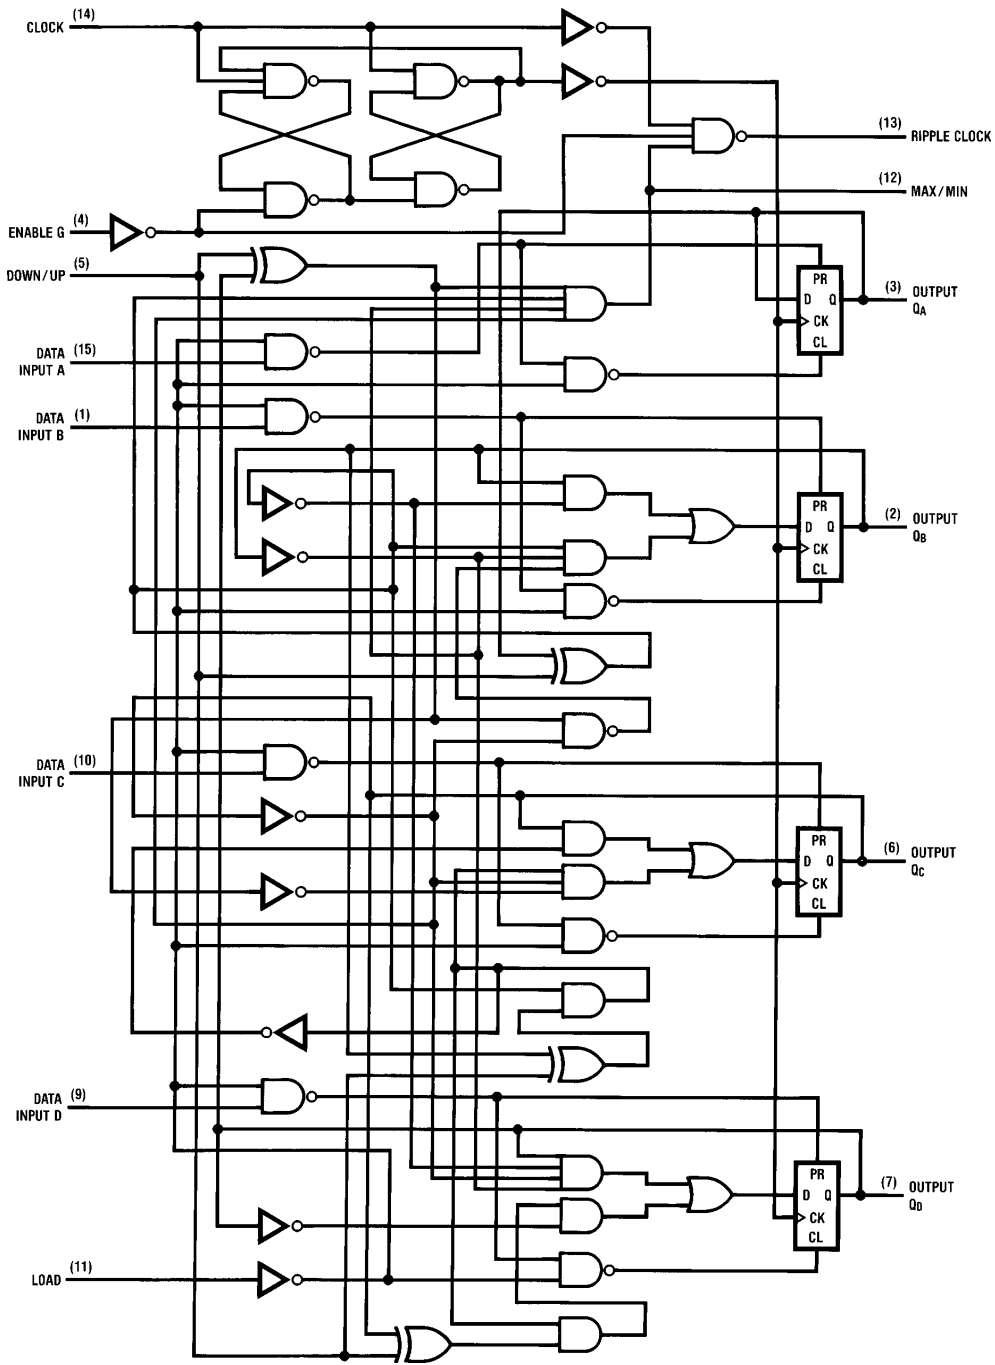 CLOCK (14)
(13) RIPPLE CLOCK
(12) MAX/MIN
ENABLE G (4)
DOWN/UP (5)
PR
D Q
CK
CL
(3) OUTPUT
QA
DATA (15)
INPUT A
DATA (1)
INPUT B
PR
D Q
CK
CL
(2) OUTPUT
QB
DATA (10)
INPUT C
PR
D Q
CK
CL
(6) OUTPUT
QC
DATA (9)
INPUT D
PR
D Q
CK
CL
(7) OUTPUT
QD
LOAD (11)